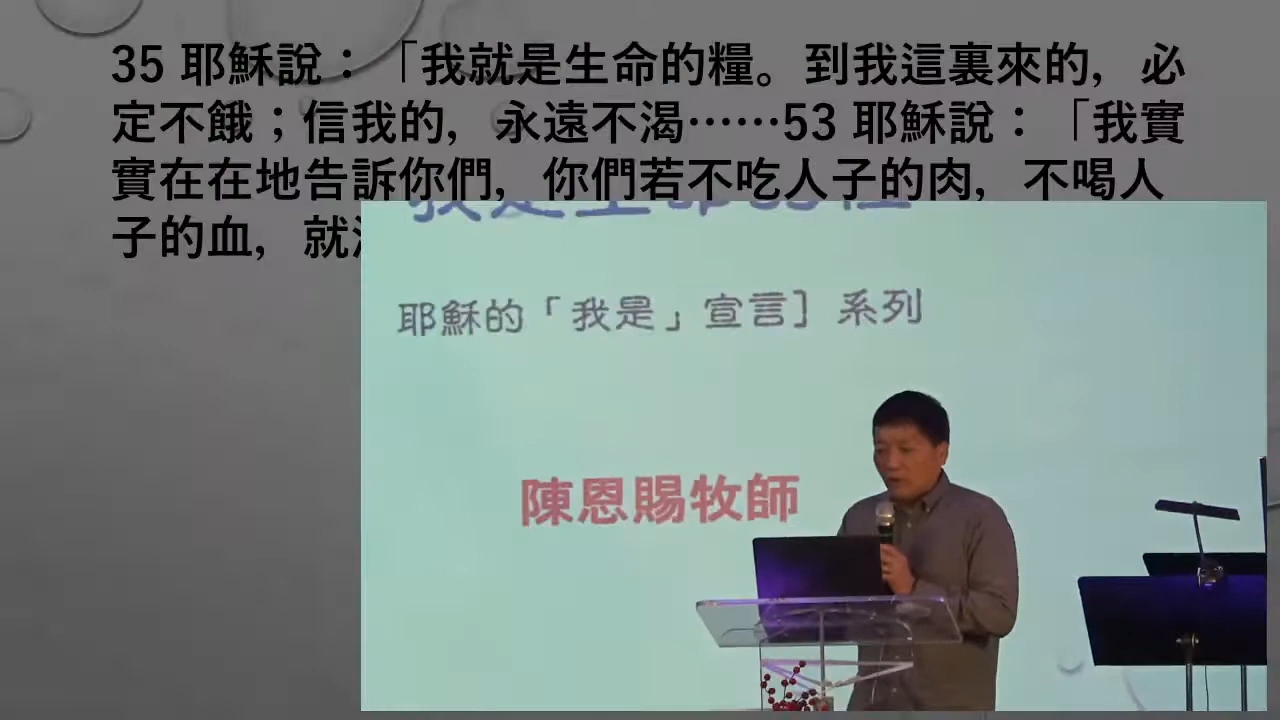 35 耶穌說：「我就是生命的糧。到我這裏來的，必
定不餓；信我的，永遠不渴……53 耶穌說：「我實
實在在地告訴你們，你們若不吃人子的肉，不喝人
子的血，就
耶穌的「我是」宣言］系列
陳恩賜牧師